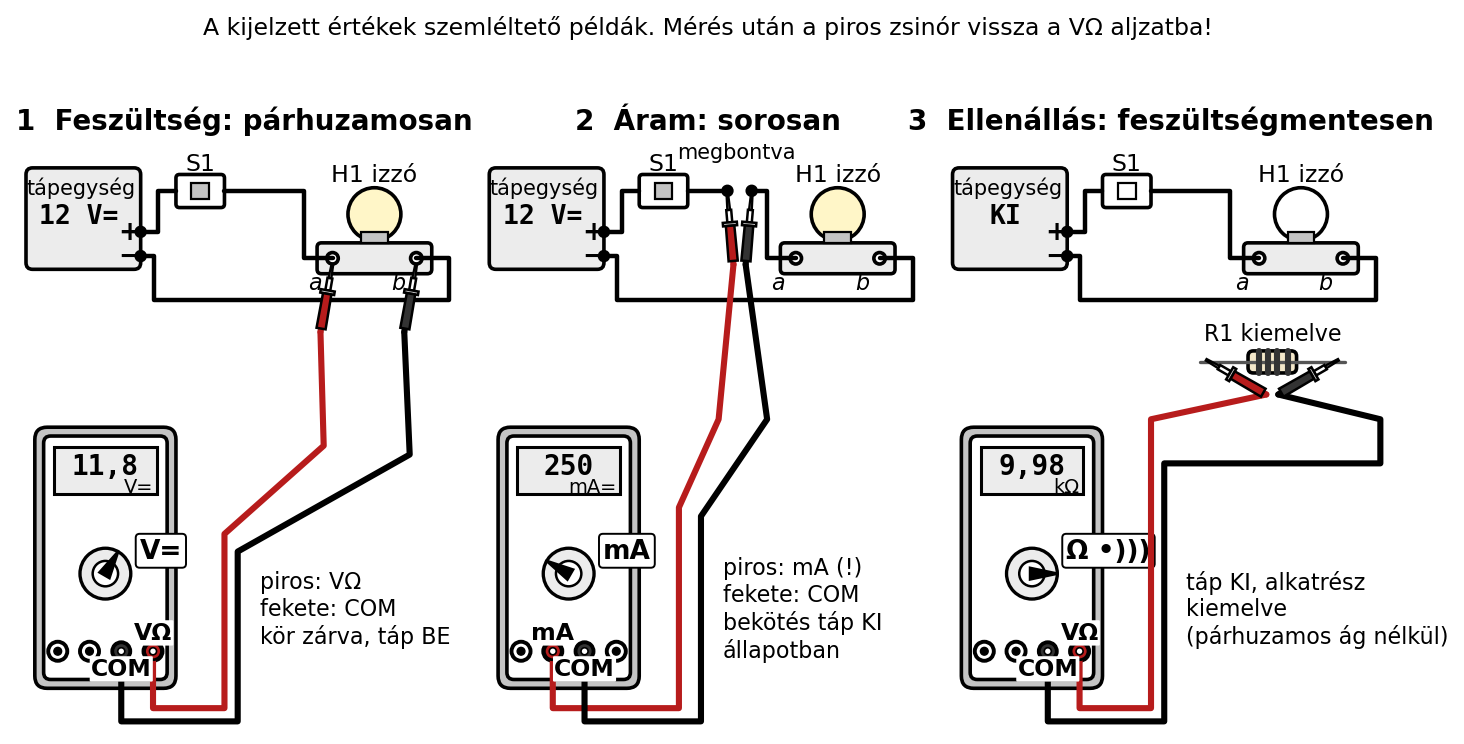 A kijelzett értékek szemléltető példák. Mérés után a piros zsinór vissza a VΩ aljzatba!
1 Feszültség: párhuzamosan
S1
H1 izzó
tápegység
12 V=
+
−
a
b
11,8
V=
V=
VΩ
COM
piros: VΩ
fekete: COM
kör zárva, táp BE
2 Áram: sorosan
megbontva
S1
H1 izzó
tápegység
12 V=
+
−
a
b
250
mA=
mA
mA
COM
piros: mA (!)
fekete: COM
bekötés táp KI
állapotban
3 Ellenállás: feszültségmentesen
S1
H1 izzó
tápegység
KI
+
−
a
b
R1 kiemelve
9,98
kΩ
Ω •)))
VΩ
COM
táp KI, alkatrész
kiemelve
(párhuzamos ág nélkül)